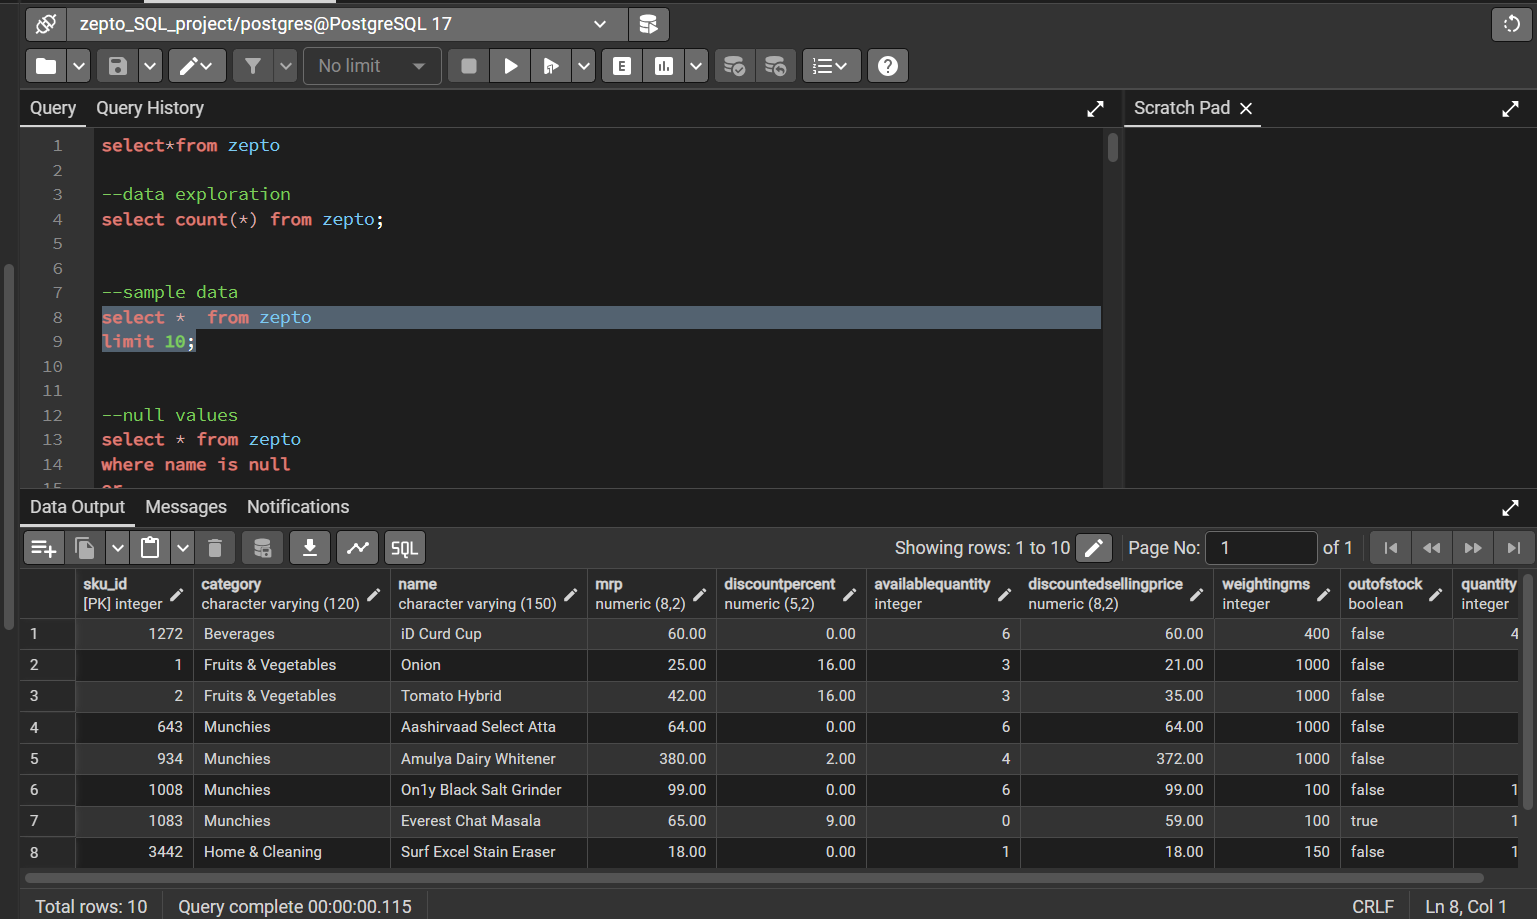 zepto_SQL_project/postgres@PostgreSQL 17
No limit
E
Query Query History
Scratch Pad
1 select*from zepto
2
3 --data exploration
4 select count(*) from zepto;
5
6
7 --sample data
8 select *  from zepto
9 limit 10;
10
11
12 --null values
13 select * from zepto
14 where name is null
15 or
Data Output Messages Notifications
SQL Showing rows: 1 to 10 Page No: 1 of 1
sku_id category name mrp discountpercent availablequantity discountedsellingprice weightingms outofstock quantity
[PK] integer character varying (120) character varying (150) numeric (8,2) numeric (5,2) integer numeric (8,2) integer boolean integer
1 1272 Beverages iD Curd Cup 60.00 0.00 6 60.00 400 false 4
2 1 Fruits & Vegetables Onion 25.00 16.00 3 21.00 1000 false
3 2 Fruits & Vegetables Tomato Hybrid 42.00 16.00 3 35.00 1000 false
4 643 Munchies Aashirvaad Select Atta 64.00 0.00 6 64.00 1000 false
5 934 Munchies Amulya Dairy Whitener 380.00 2.00 4 372.00 1000 false
6 1008 Munchies On1y Black Salt Grinder 99.00 0.00 6 99.00 100 false 1
7 1083 Munchies Everest Chat Masala 65.00 9.00 0 59.00 100 true 1
8 3442 Home & Cleaning Surf Excel Stain Eraser 18.00 0.00 1 18.00 150 false 1
Total rows: 10 Query complete 00:00:00.115 CRLF Ln 8, Col 1